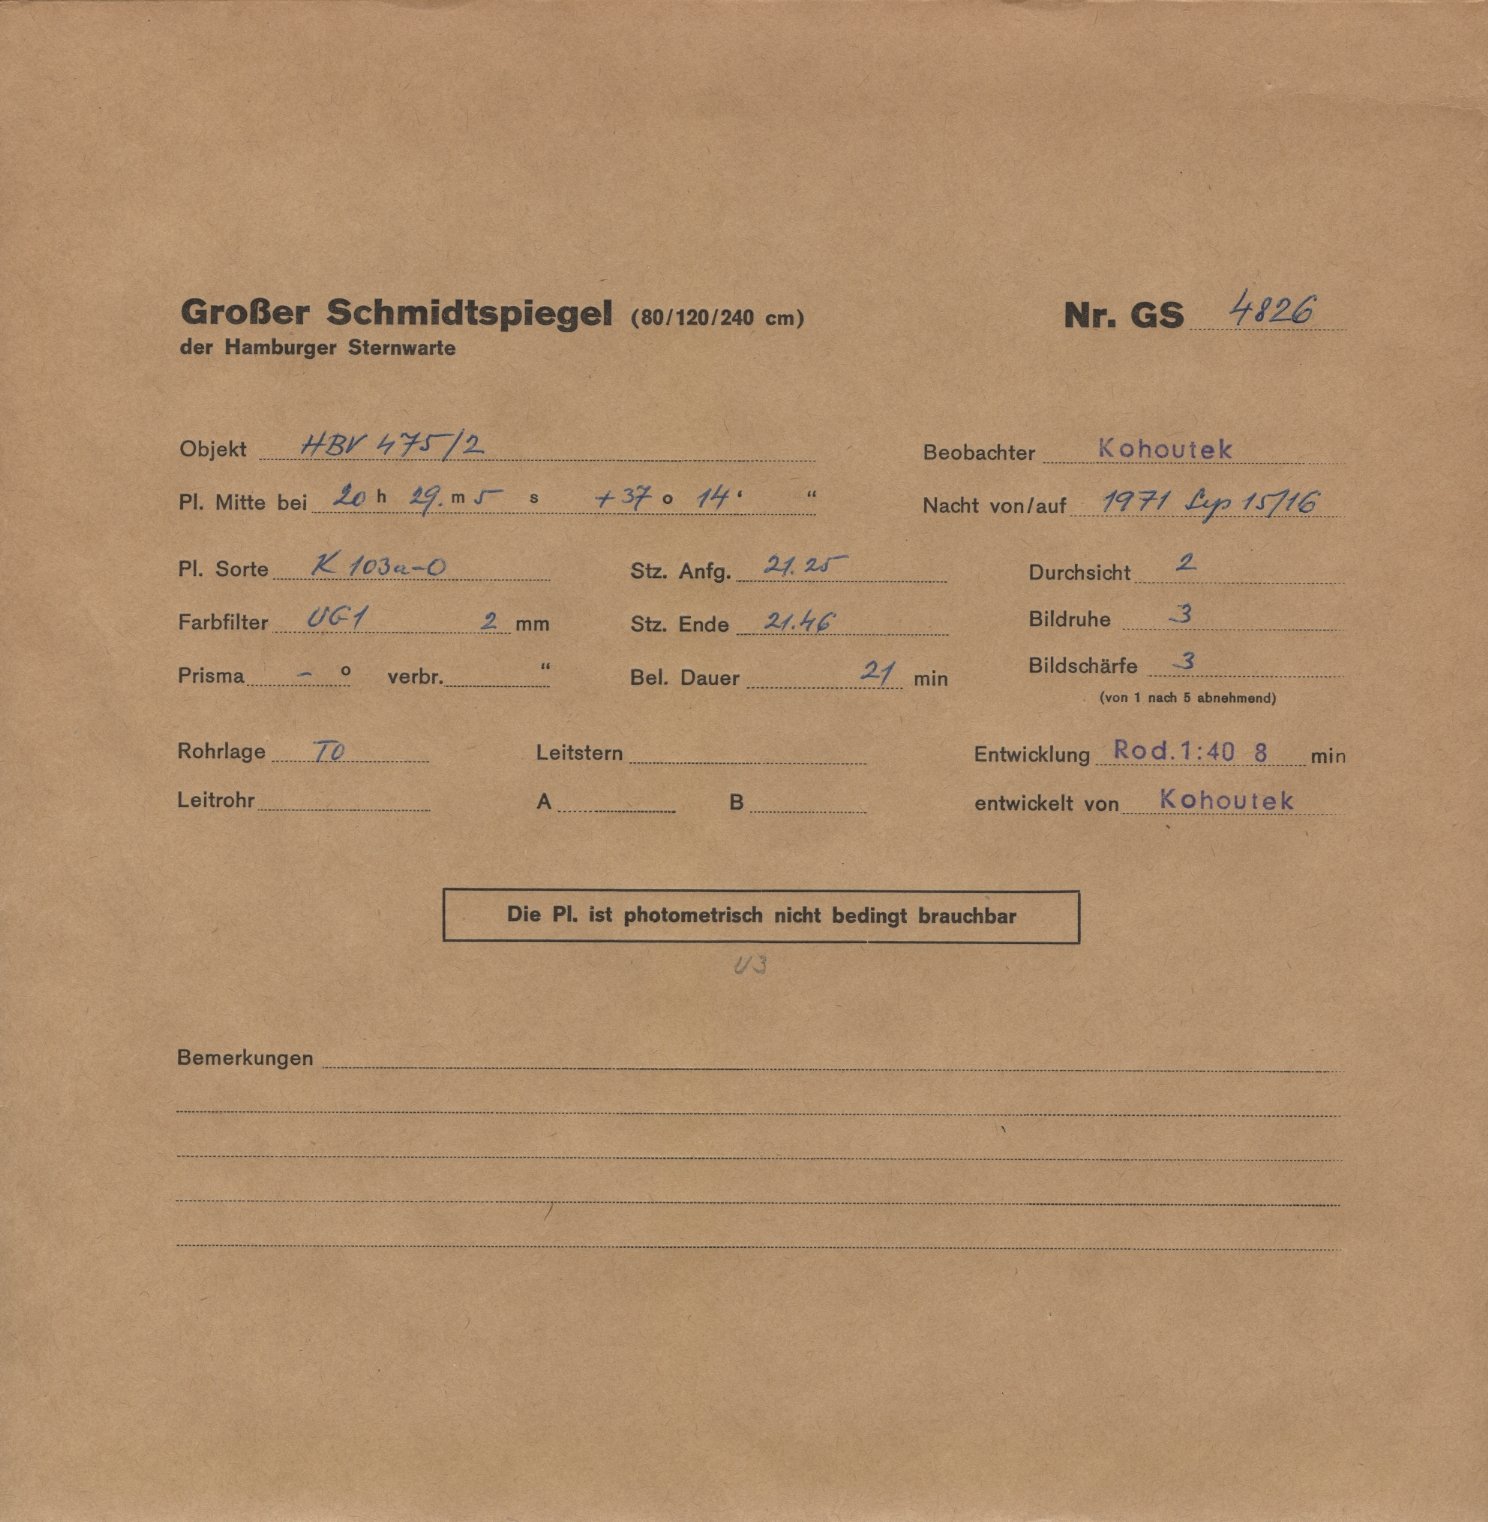 Großer Schmidtspiegel (80/120/240 cm) Nr. GS 4826
der Hamburger Sternwarte
Objekt HBV 475/2 Beobachter Kohoutek
Pl. Mitte bei 20 h 29. m 5 s +37 o 14 ' “ Nacht von/auf 1971 Sep 15/16
Pl. Sorte K 103a-O Stz. Anfg. 21.25 Durchsicht 2
Farbfilter UG1 2 mm Stz. Ende 21.46 Bildruhe 3
Prisma – o verbr. “ Bel. Dauer 21 min Bildschärfe 3
(von 1 nach 5 abnehmend)
Rohrlage TO Leitstern Entwicklung Rod. 1:40 8 min
Leitrohr A B entwickelt von Kohoutek
Die Pl. ist photometrisch nicht bedingt brauchbar
U3
Bemerkungen